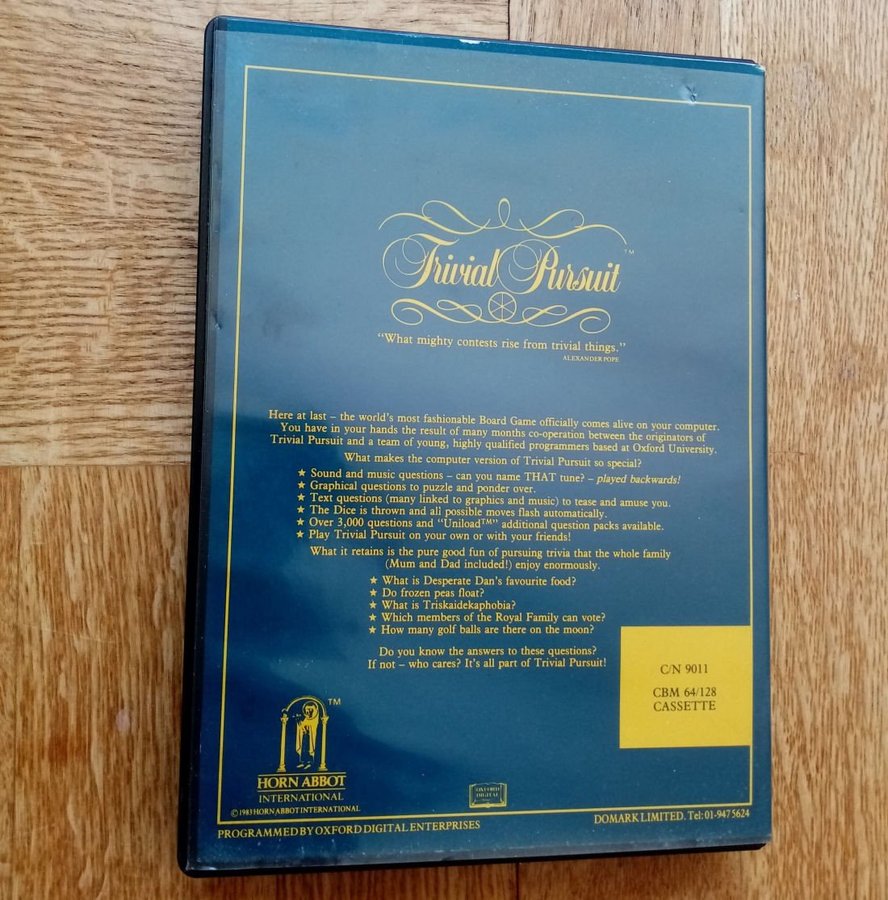 Trivial Pursuit
TM
"What mighty contests rise from trivial things."
ALEXANDER POPE
Here at last – the world's most fashionable Board Game officially comes alive on your computer.
You have in your hands the result of many months co-operation between the originators of
Trivial Pursuit and a team of young, highly qualified programmers based at Oxford University.
What makes the computer version of Trivial Pursuit so special?
★ Sound and music questions – can you name THAT tune? – played backwards!
★ Graphical questions to puzzle and ponder over.
★ Text questions (many linked to graphics and music) to tease and amuse you.
★ The Dice is thrown and all possible moves flash automatically.
★ Over 3,000 questions and "Uniload™" additional question packs available.
★ Play Trivial Pursuit on your own or with your friends!
What it retains is the pure good fun of pursuing trivia that the whole family
(Mum and Dad included!) enjoy enormously.
★ What is Desperate Dan's favourite food?
★ Do frozen peas float?
★ What is Triskaidekaphobia?
★ Which members of the Royal Family can vote?
★ How many golf balls are there on the moon?
Do you know the answers to these questions?
If not – who cares? It's all part of Trivial Pursuit!
C/N 9011
CBM 64/128
CASSETTE
TM
HORN ABBOT
INTERNATIONAL
© 1983 HORN ABBOT INTERNATIONAL
OXFORD
DIGITAL
PROGRAMMED BY OXFORD DIGITAL ENTERPRISES
DOMARK LIMITED. Tel: 01-947 5624